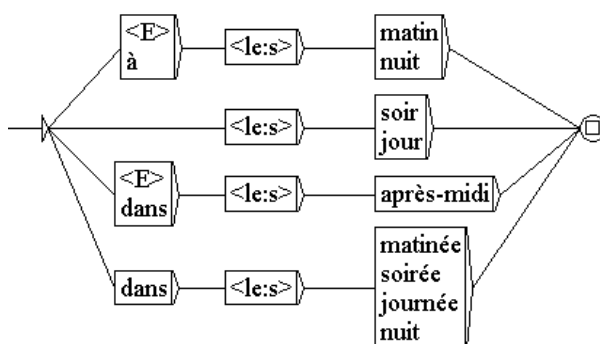 <E>
à
<le:s>
matin
nuit
<le:s>
soir
jour
<E>
dans
<le:s>
après-midi
dans
<le:s>
matinée
soirée
journée
nuit